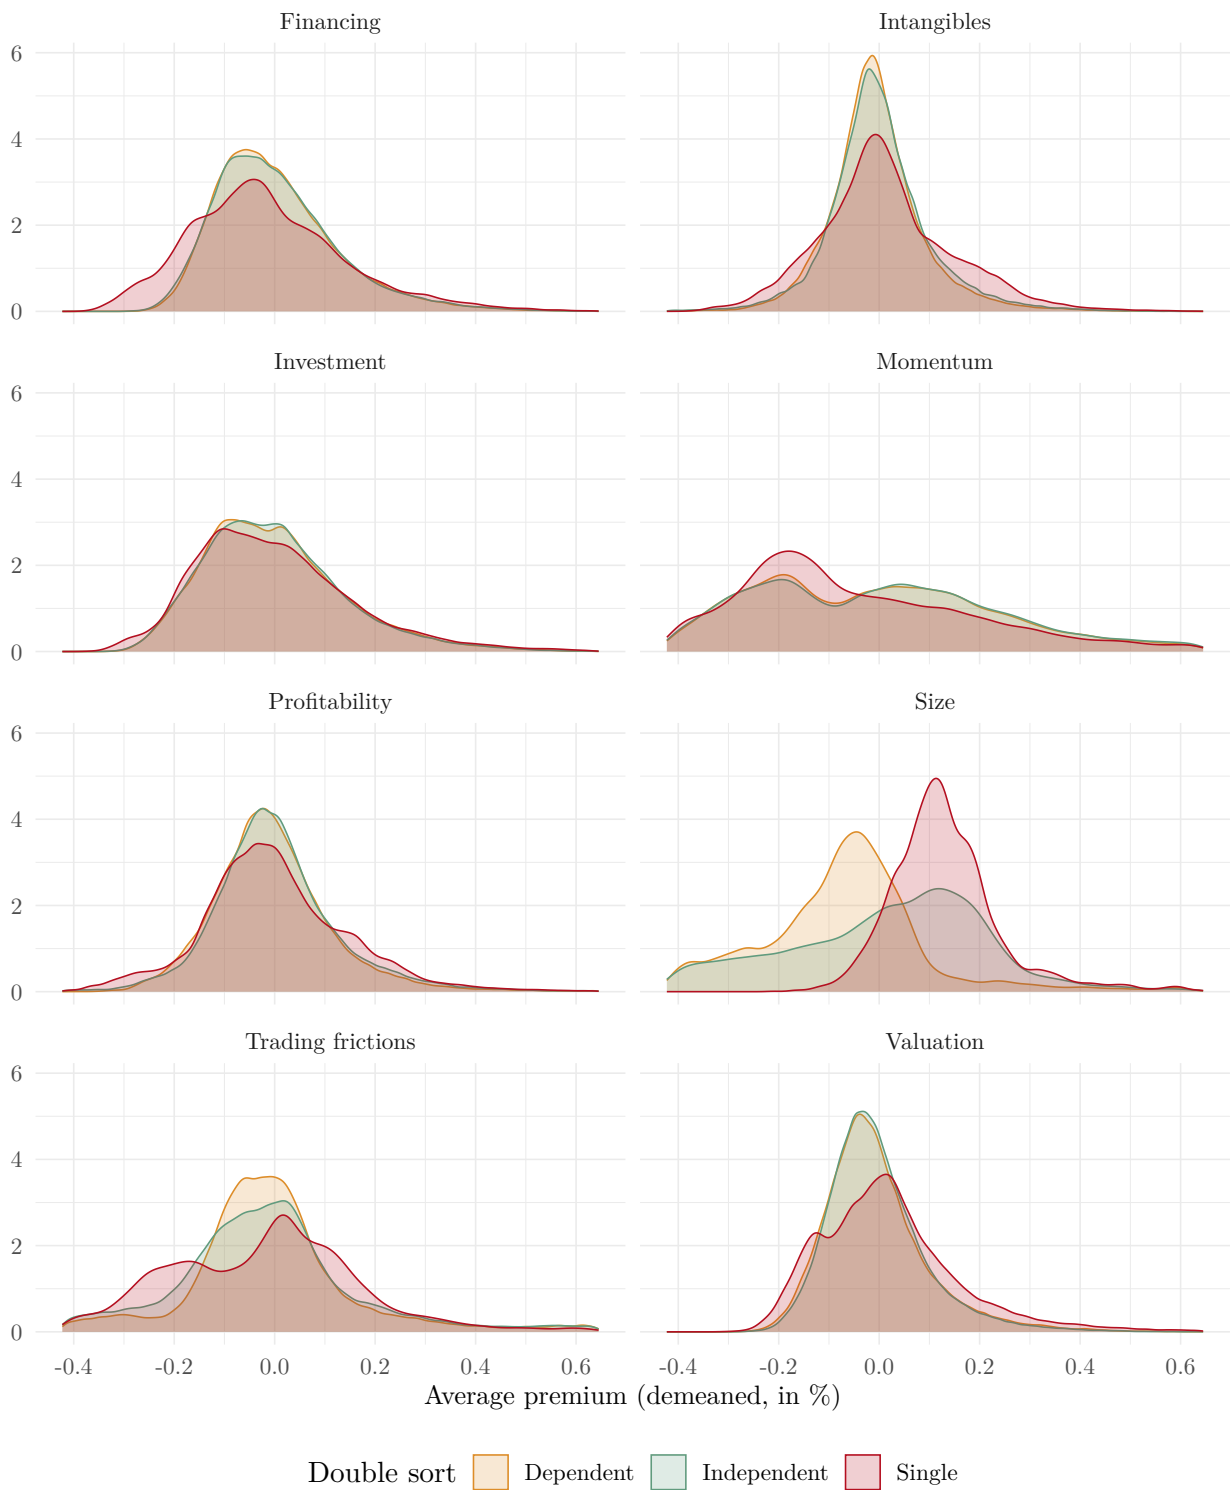 Financing Intangibles
6
4
2
0
Investment Momentum
6
4
2
0
Profitability Size
6
4
2
0
Trading frictions Valuation
6
4
2
0
-0.4 -0.2 0.0 0.2 0.4 0.6 -0.4 -0.2 0.0 0.2 0.4 0.6
Average premium (demeaned, in %)
Double sort Dependent Independent Single